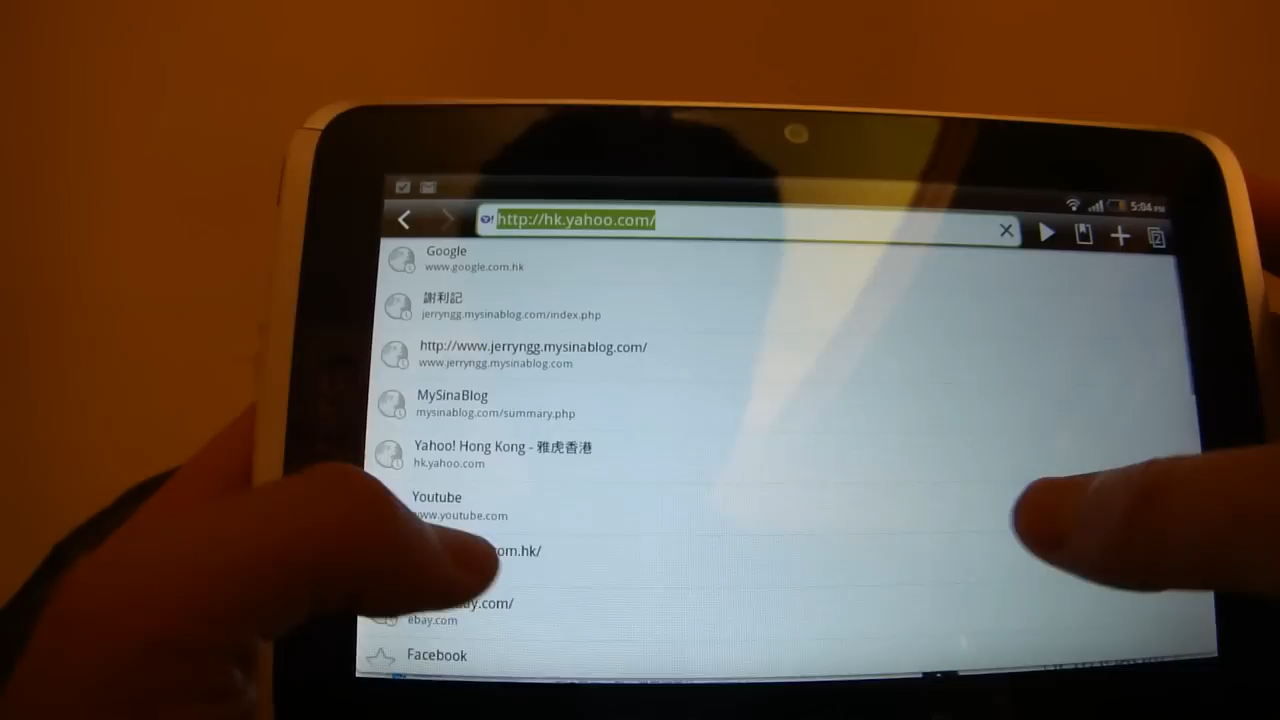 5:04 PM
http://hk.yahoo.com/
2
Google
www.google.com.hk
謝利記
jerryngg.mysinablog.com/index.php
http://www.jerryngg.mysinablog.com/
www.jerryngg.mysinablog.com
MySinaBlog
mysinablog.com/summary.php
Yahoo! Hong Kong - 雅虎香港
hk.yahoo.com
Youtube
www.youtube.com
om.hk/
ay.com/
ebay.com
Facebook